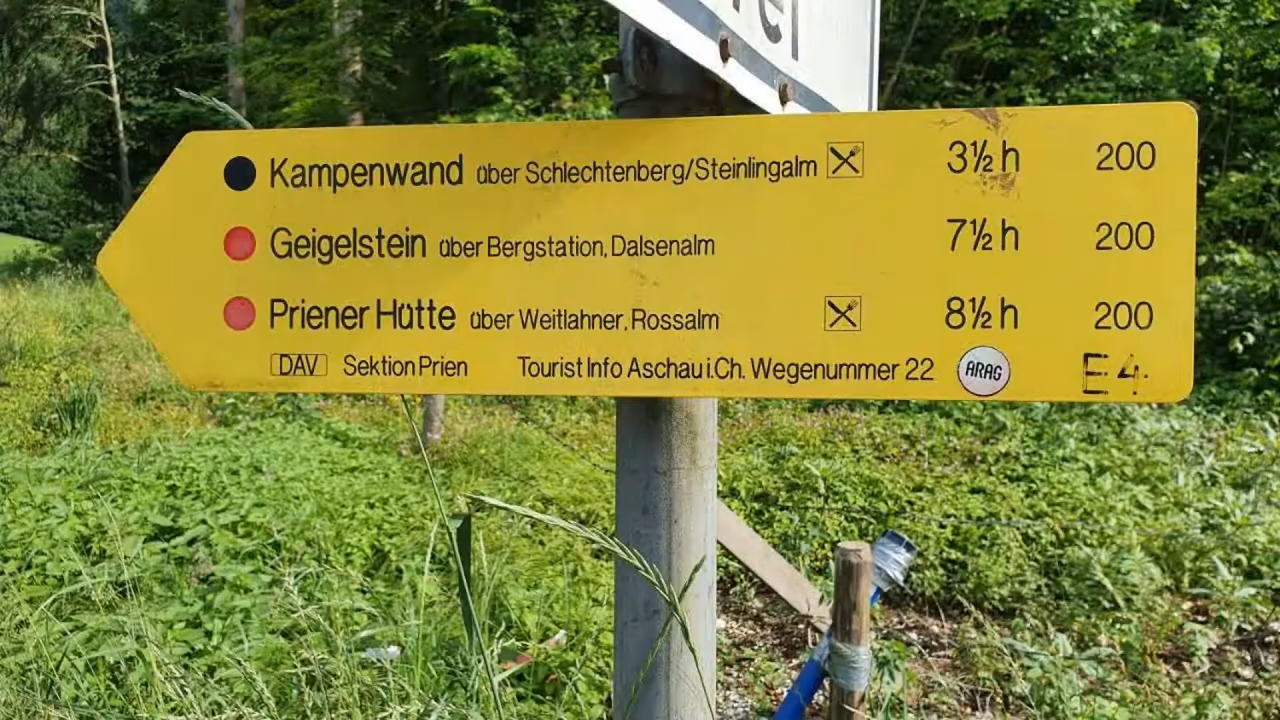 Kampenwand über Schlechtenberg/Steinlingalm 3½ h 200
Geigelstein über Bergstation, Dalsenalm 7½ h 200
Priener Hütte über Weitlahner, Rossalm 8½ h 200
DAV Sektion Prien Tourist Info Aschau i. Ch. Wegenummer 22 ARAG E 4